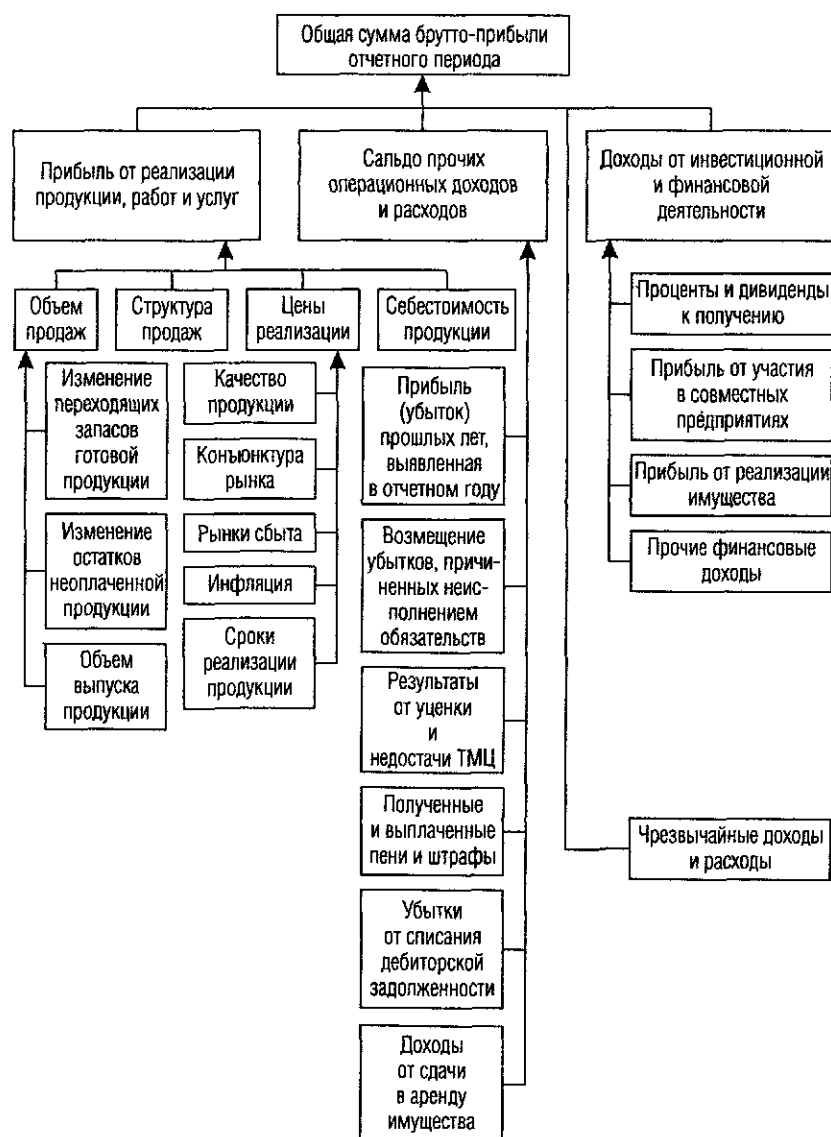 Общая сумма брутто-прибыли
отчетного периода
Прибыль от реализации
продукции, работ и услуг
Сальдо прочих
операционных доходов
и расходов
Доходы от инвестиционной
и финансовой
деятельности
Объем
продаж
Структура
продаж
Цены
реализации
Себестоимость
продукции
Изменение
переходящих
запасов
готовой
продукции
Изменение
остатков
неоплаченной
продукции
Объем
выпуска
продукции
Качество
продукции
Конъюнктура
рынка
Рынки сбыта
Инфляция
Сроки
реализации
продукции
Прибыль
(убыток)
прошлых лет,
выявленная
в отчетном году
Возмещение
убытков, причи-
ненных неис-
полнением
обязательств
Результаты
от уценки
и
недостачи ТМЦ
Полученные
и выплаченные
пени и штрафы
Убытки
от списания
дебиторской
задолженности
Доходы
от сдачи
в аренду
имущества
Проценты и дивиденды
к получению
Прибыль от участия
в совместных
предприятиях
Прибыль от реализации
имущества
Прочие финансовые
доходы
Чрезвычайные доходы
и расходы